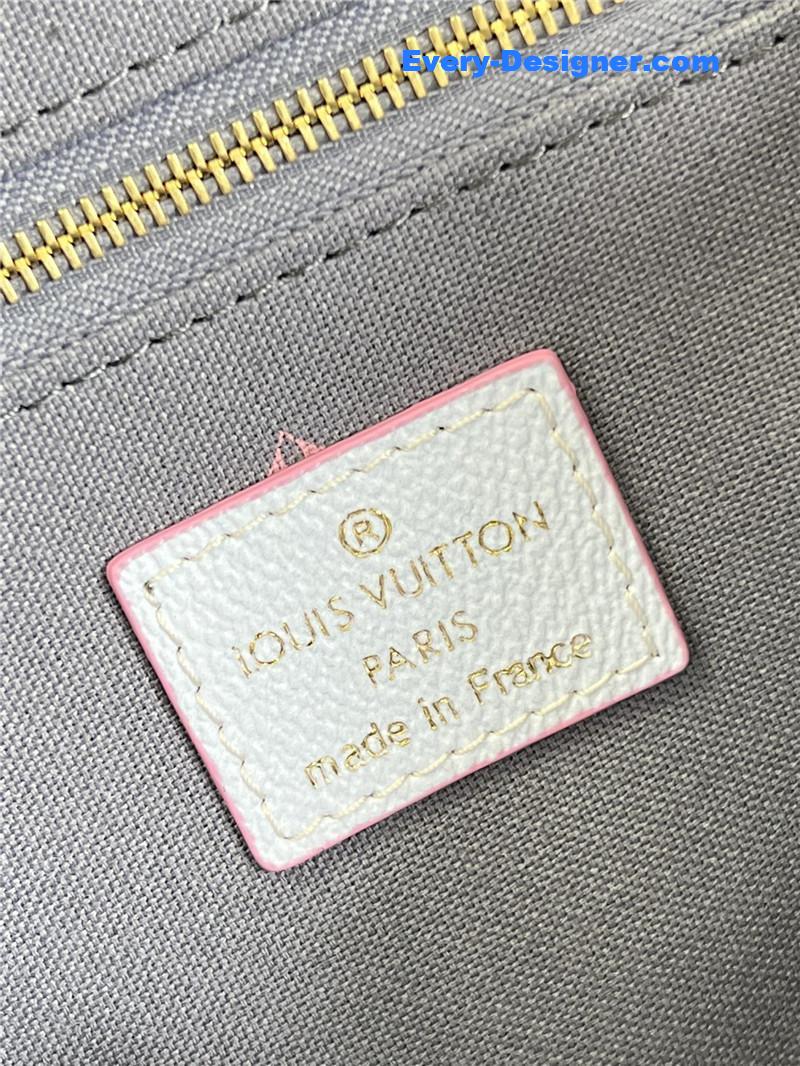 Every-Designer.com
®
LOUIS VUITTON
PARIS
made in France